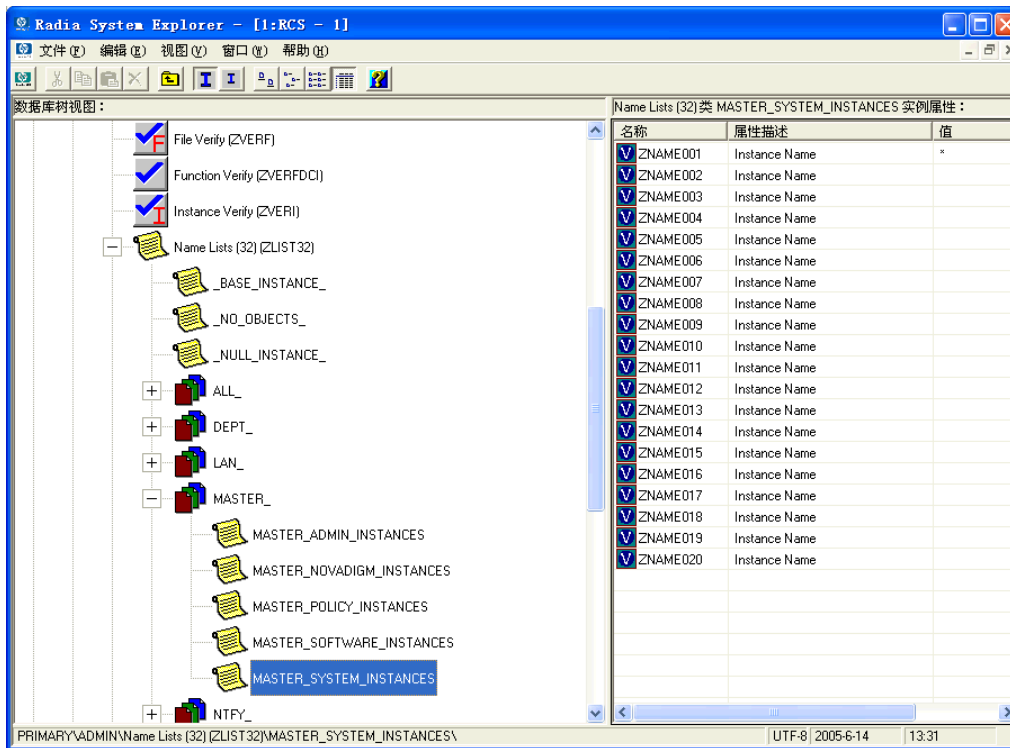 Radia System Explorer - [1:RCS - 1]
文件(F) 编辑(E) 视图(V) 窗口(W) 帮助(H)
数据库树视图：
File Verify (ZVERF)
Function Verify (ZVERFDCI)
Instance Verify (ZVERI)
Name Lists (32) (ZLIST32)
_BASE_INSTANCE_
_NO_OBJECTS_
_NULL_INSTANCE_
ALL_
DEPT_
LAN_
MASTER_
MASTER_ADMIN_INSTANCES
MASTER_NOVADIGM_INSTANCES
MASTER_POLICY_INSTANCES
MASTER_SOFTWARE_INSTANCES
MASTER_SYSTEM_INSTANCES
NTFY_
Name Lists (32)类 MASTER_SYSTEM_INSTANCES 实例属性：
名称 属性描述 值
ZNAME001 Instance Name *
ZNAME002 Instance Name
ZNAME003 Instance Name
ZNAME004 Instance Name
ZNAME005 Instance Name
ZNAME006 Instance Name
ZNAME007 Instance Name
ZNAME008 Instance Name
ZNAME009 Instance Name
ZNAME010 Instance Name
ZNAME011 Instance Name
ZNAME012 Instance Name
ZNAME013 Instance Name
ZNAME014 Instance Name
ZNAME015 Instance Name
ZNAME016 Instance Name
ZNAME017 Instance Name
ZNAME018 Instance Name
ZNAME019 Instance Name
ZNAME020 Instance Name
PRIMARY\ADMIN\Name Lists (32) (ZLIST32)\MASTER_SYSTEM_INSTANCES\ UTF-8 2005-6-14 13:31